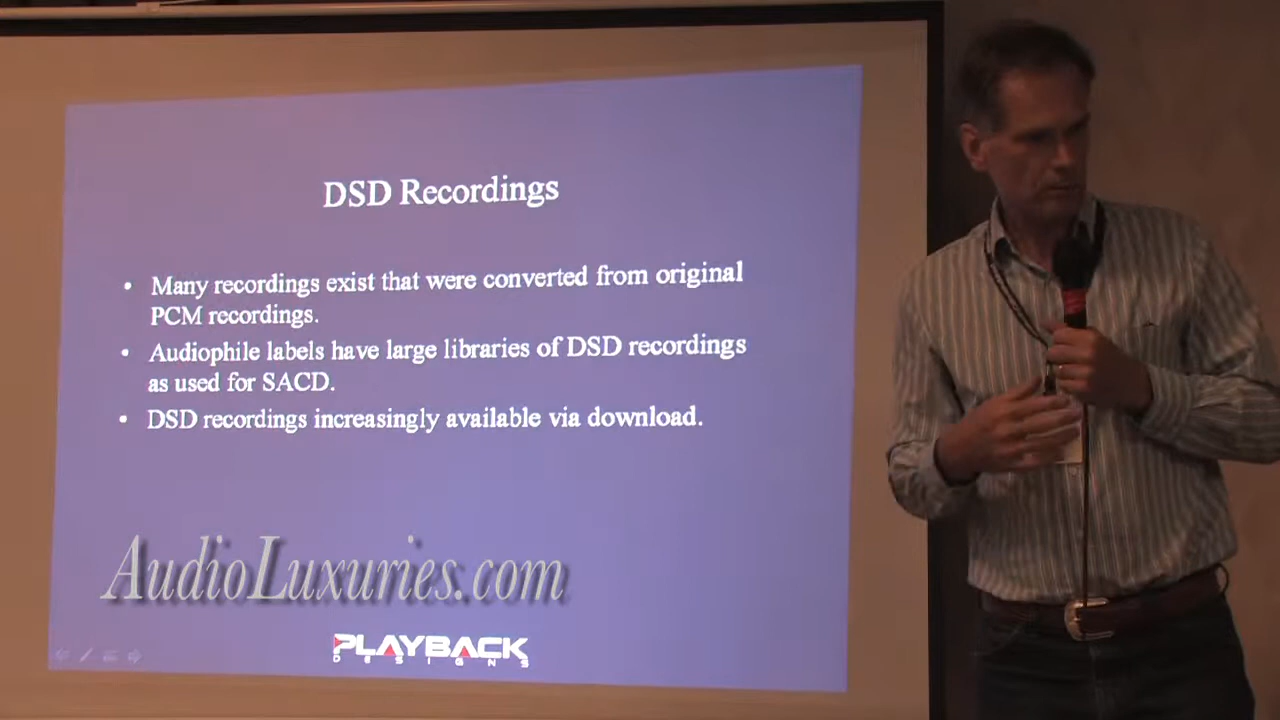 DSD Recordings
• Many recordings exist that were converted from original
PCM recordings.
• Audiophile labels have large libraries of DSD recordings
as used for SACD.
• DSD recordings increasingly available via download.
AudioLuxuries.com
PLAYBACK
DESIGNS